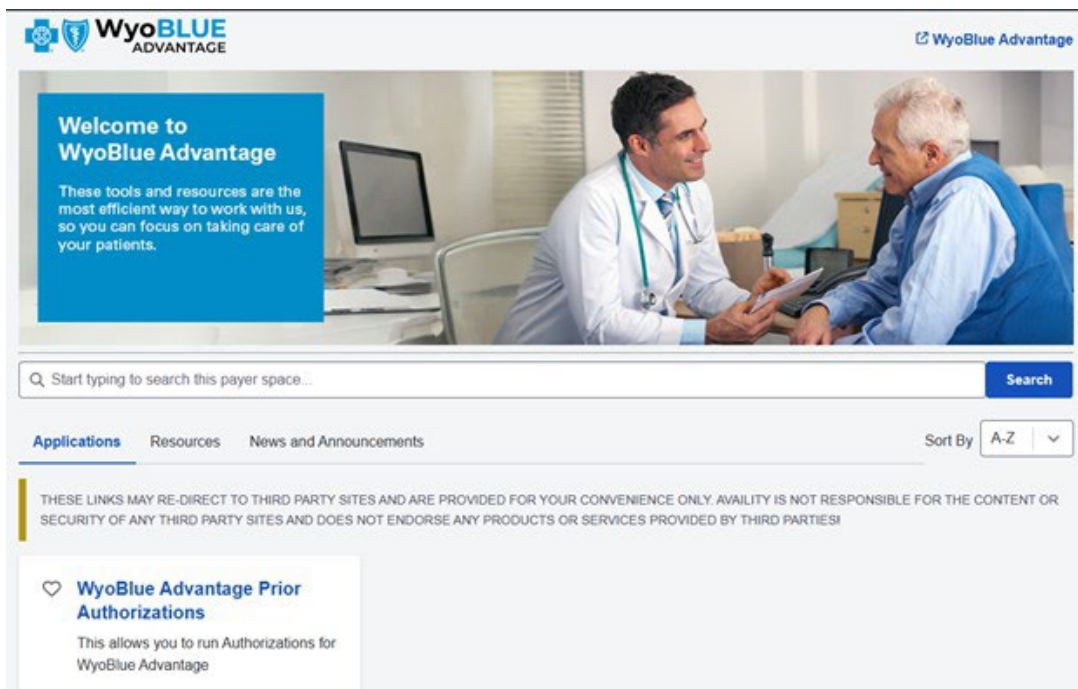 WyoBLUE
ADVANTAGE
WyoBlue Advantage
Welcome to
WyoBlue Advantage
These tools and resources are the
most efficient way to work with us,
so you can focus on taking care of
your patients.
Start typing to search this payer space...
Search
Applications Resources News and Announcements
Sort By A-Z
THESE LINKS MAY RE-DIRECT TO THIRD PARTY SITES AND ARE PROVIDED FOR YOUR CONVENIENCE ONLY. AVAILITY IS NOT RESPONSIBLE FOR THE CONTENT OR
SECURITY OF ANY THIRD PARTY SITES AND DOES NOT ENDORSE ANY PRODUCTS OR SERVICES PROVIDED BY THIRD PARTIES!
WyoBlue Advantage Prior
Authorizations
This allows you to run Authorizations for
WyoBlue Advantage